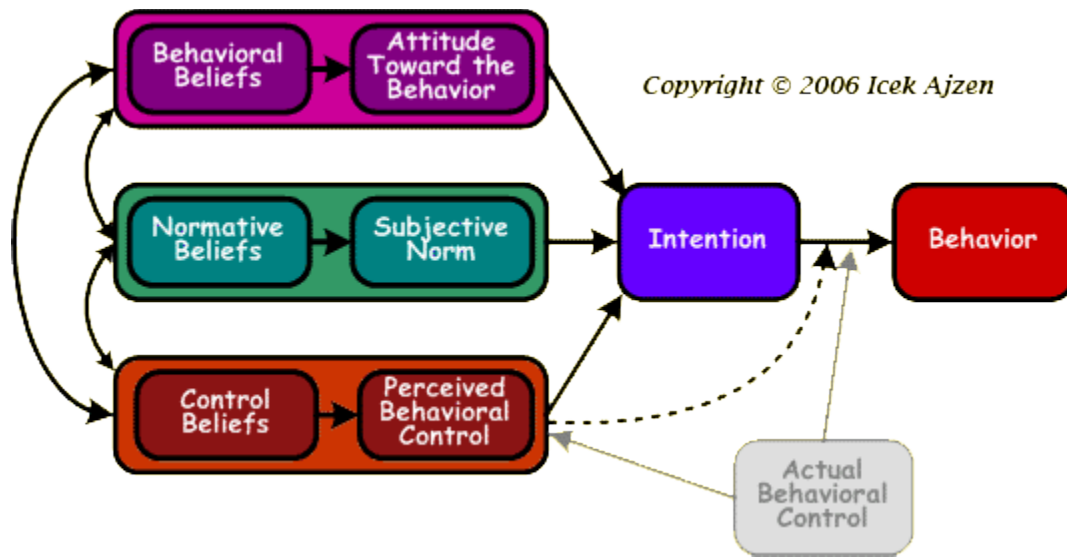 Behavioral
Beliefs
Attitude
Toward the
Behavior
Copyright © 2006 Icek Ajzen
Normative
Beliefs
Subjective
Norm
Intention
Behavior
Control
Beliefs
Perceived
Behavioral
Control
Actual
Behavioral
Control